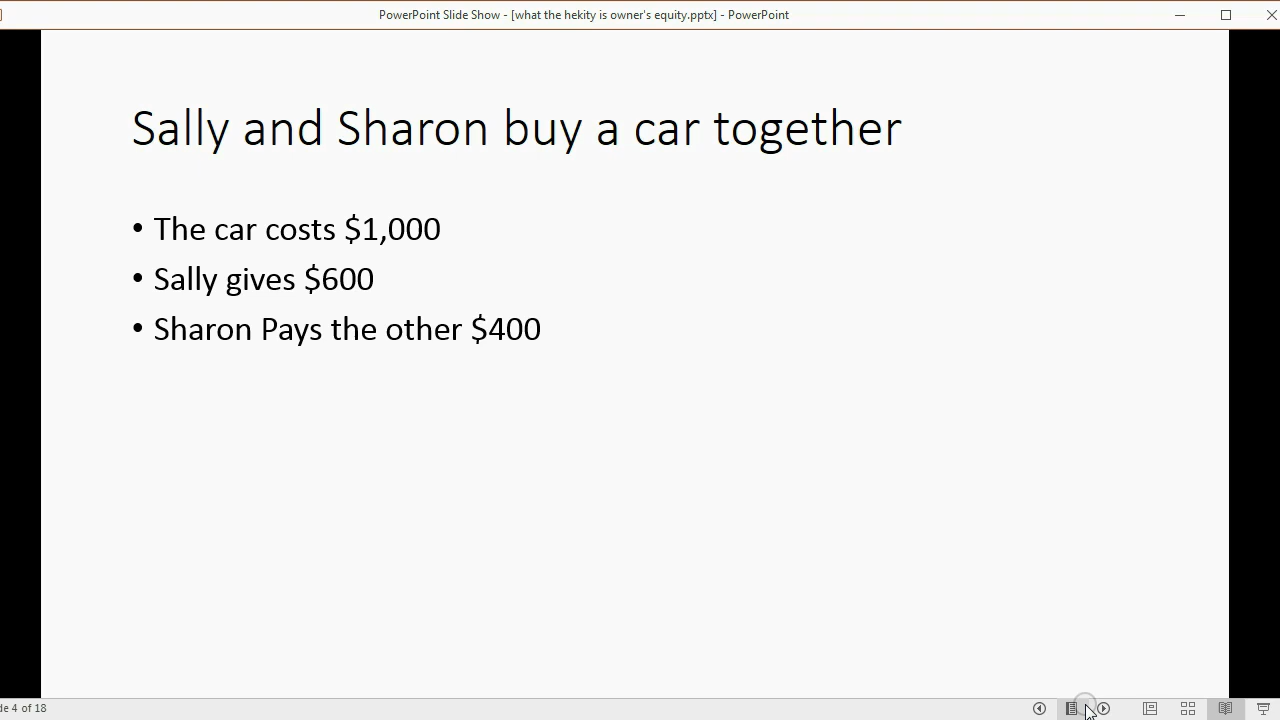 PowerPoint Slide Show - [what the hekity is owner's equity.pptx] - PowerPoint
Sally and Sharon buy a car together
• The car costs $1,000
• Sally gives $600
• Sharon Pays the other $400
4 of 18